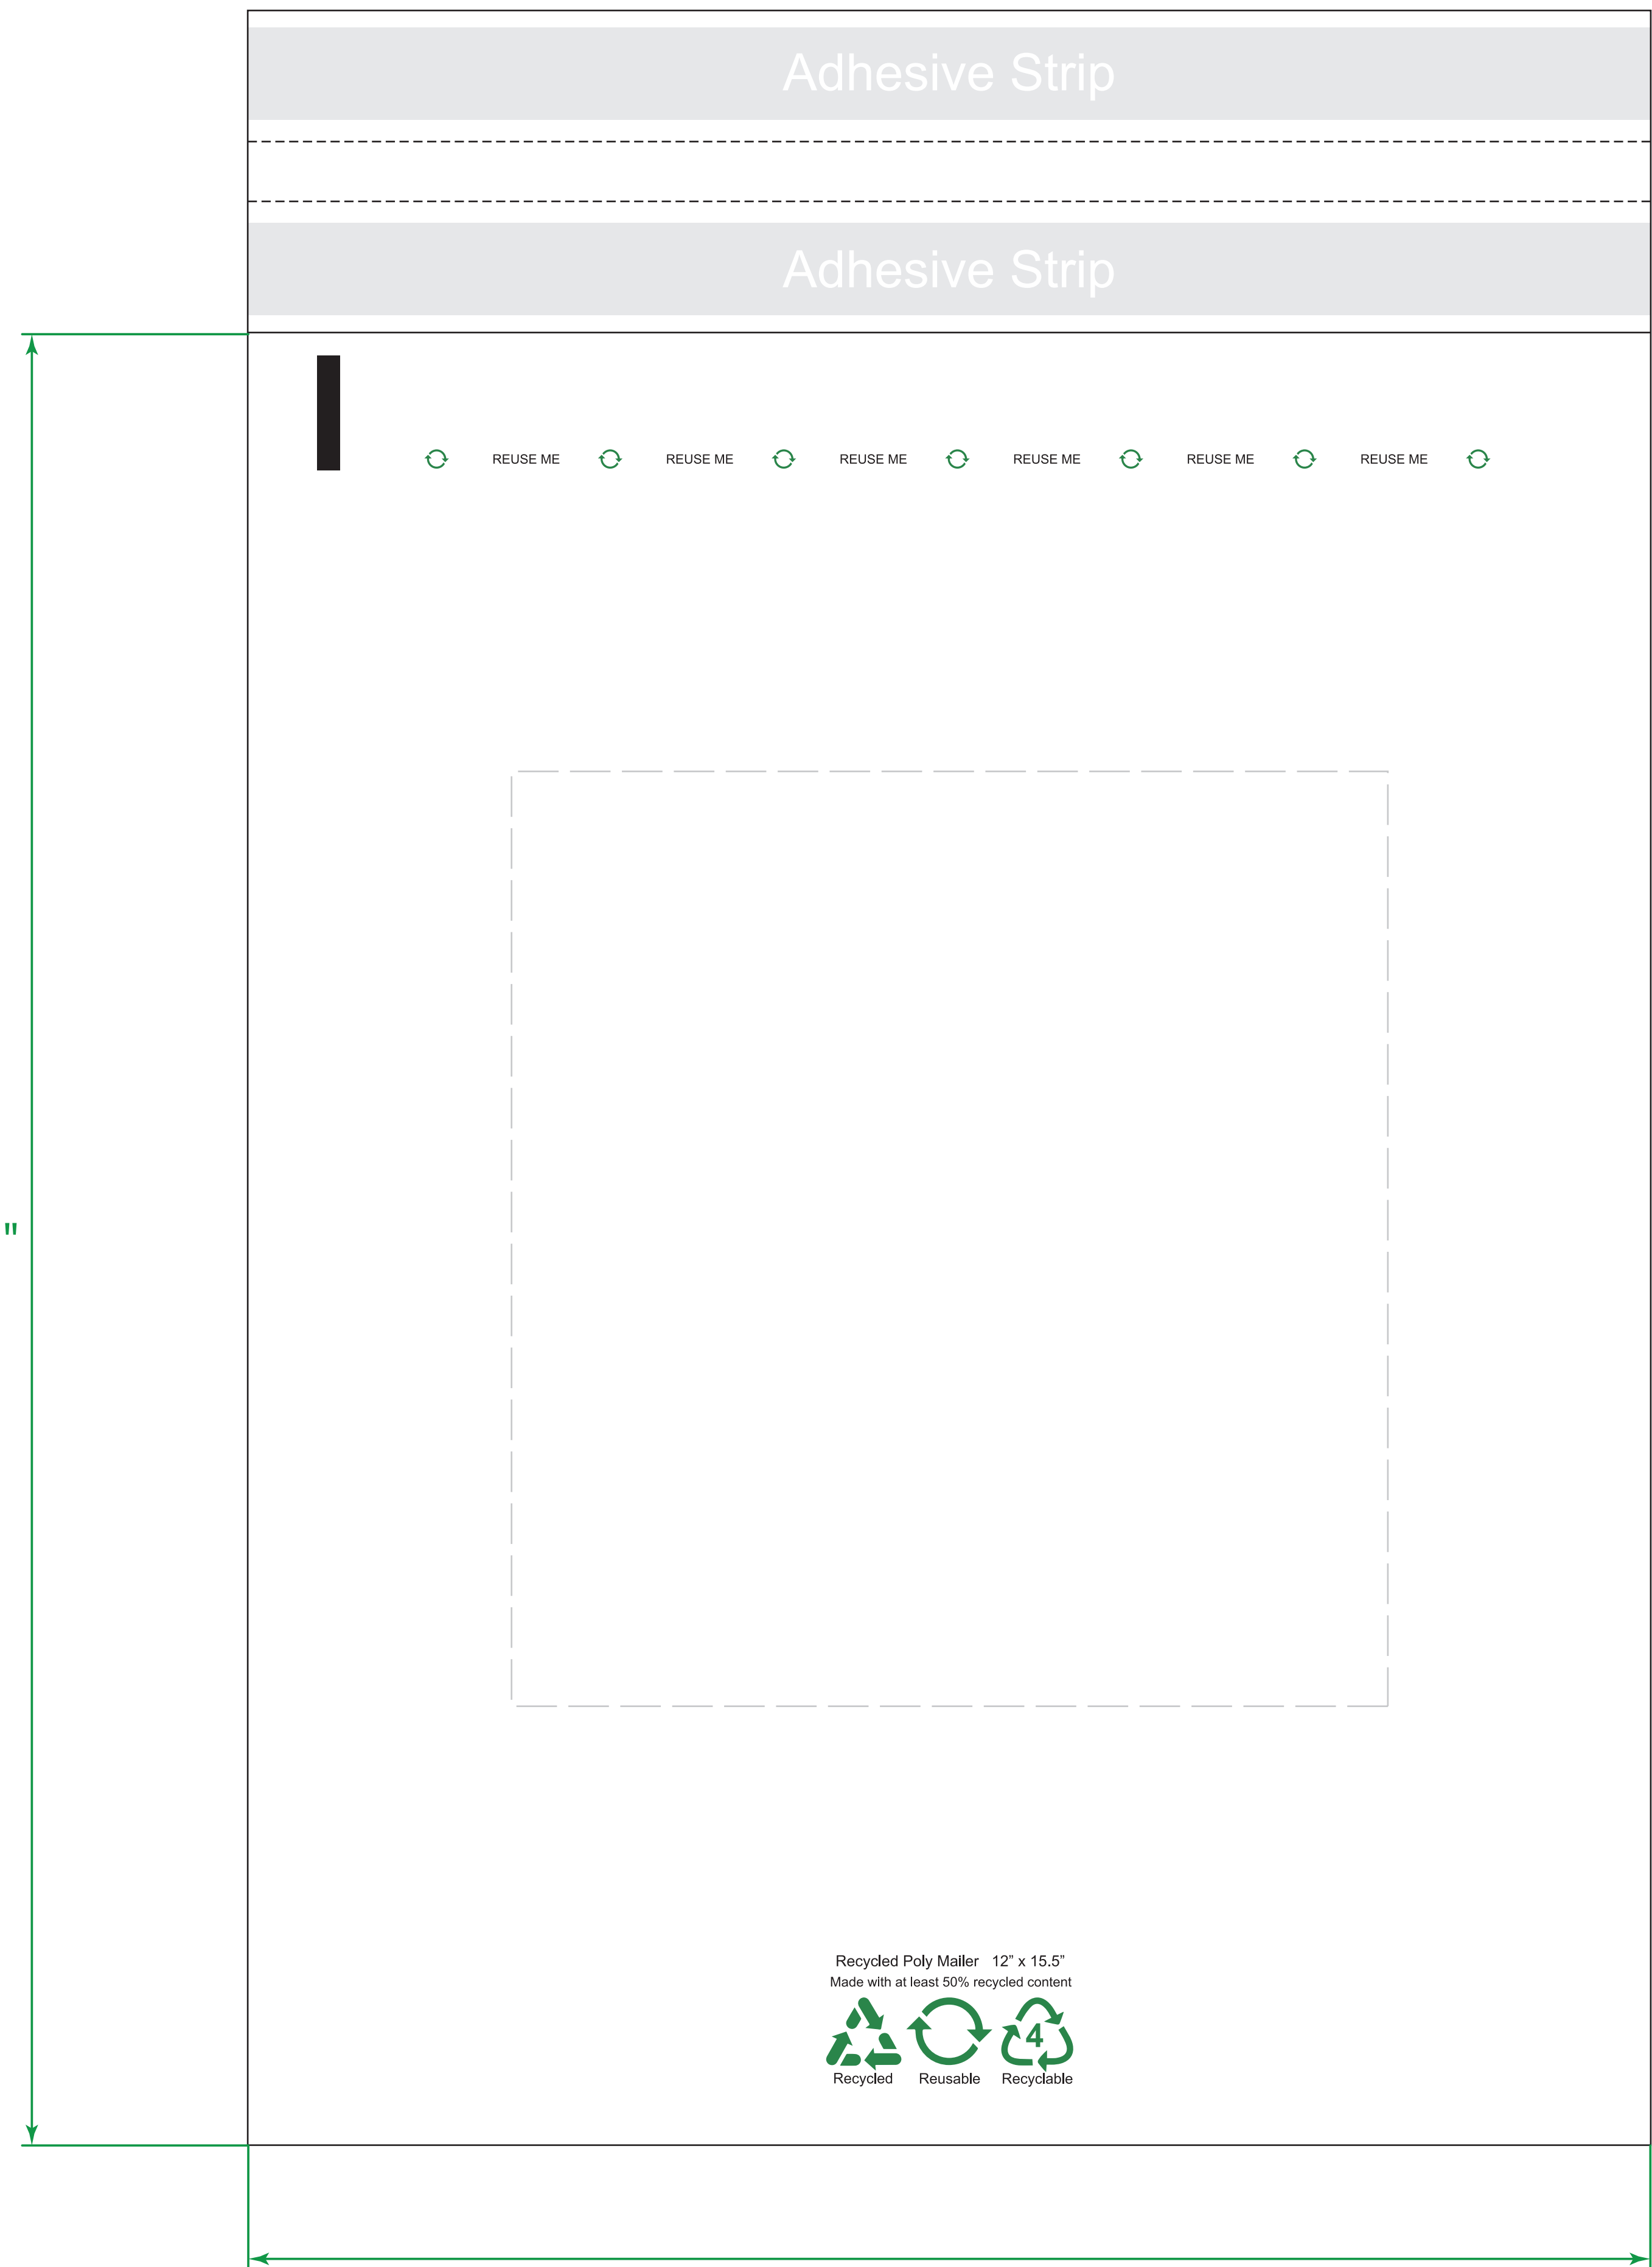 Adhesive Strip
Adhesive Strip
REUSE ME REUSE ME REUSE ME REUSE ME REUSE ME REUSE ME
"
Recycled Poly Mailer 12” x 15.5”
Made with at least 50% recycled content
4
Recycled Reusable Recyclable